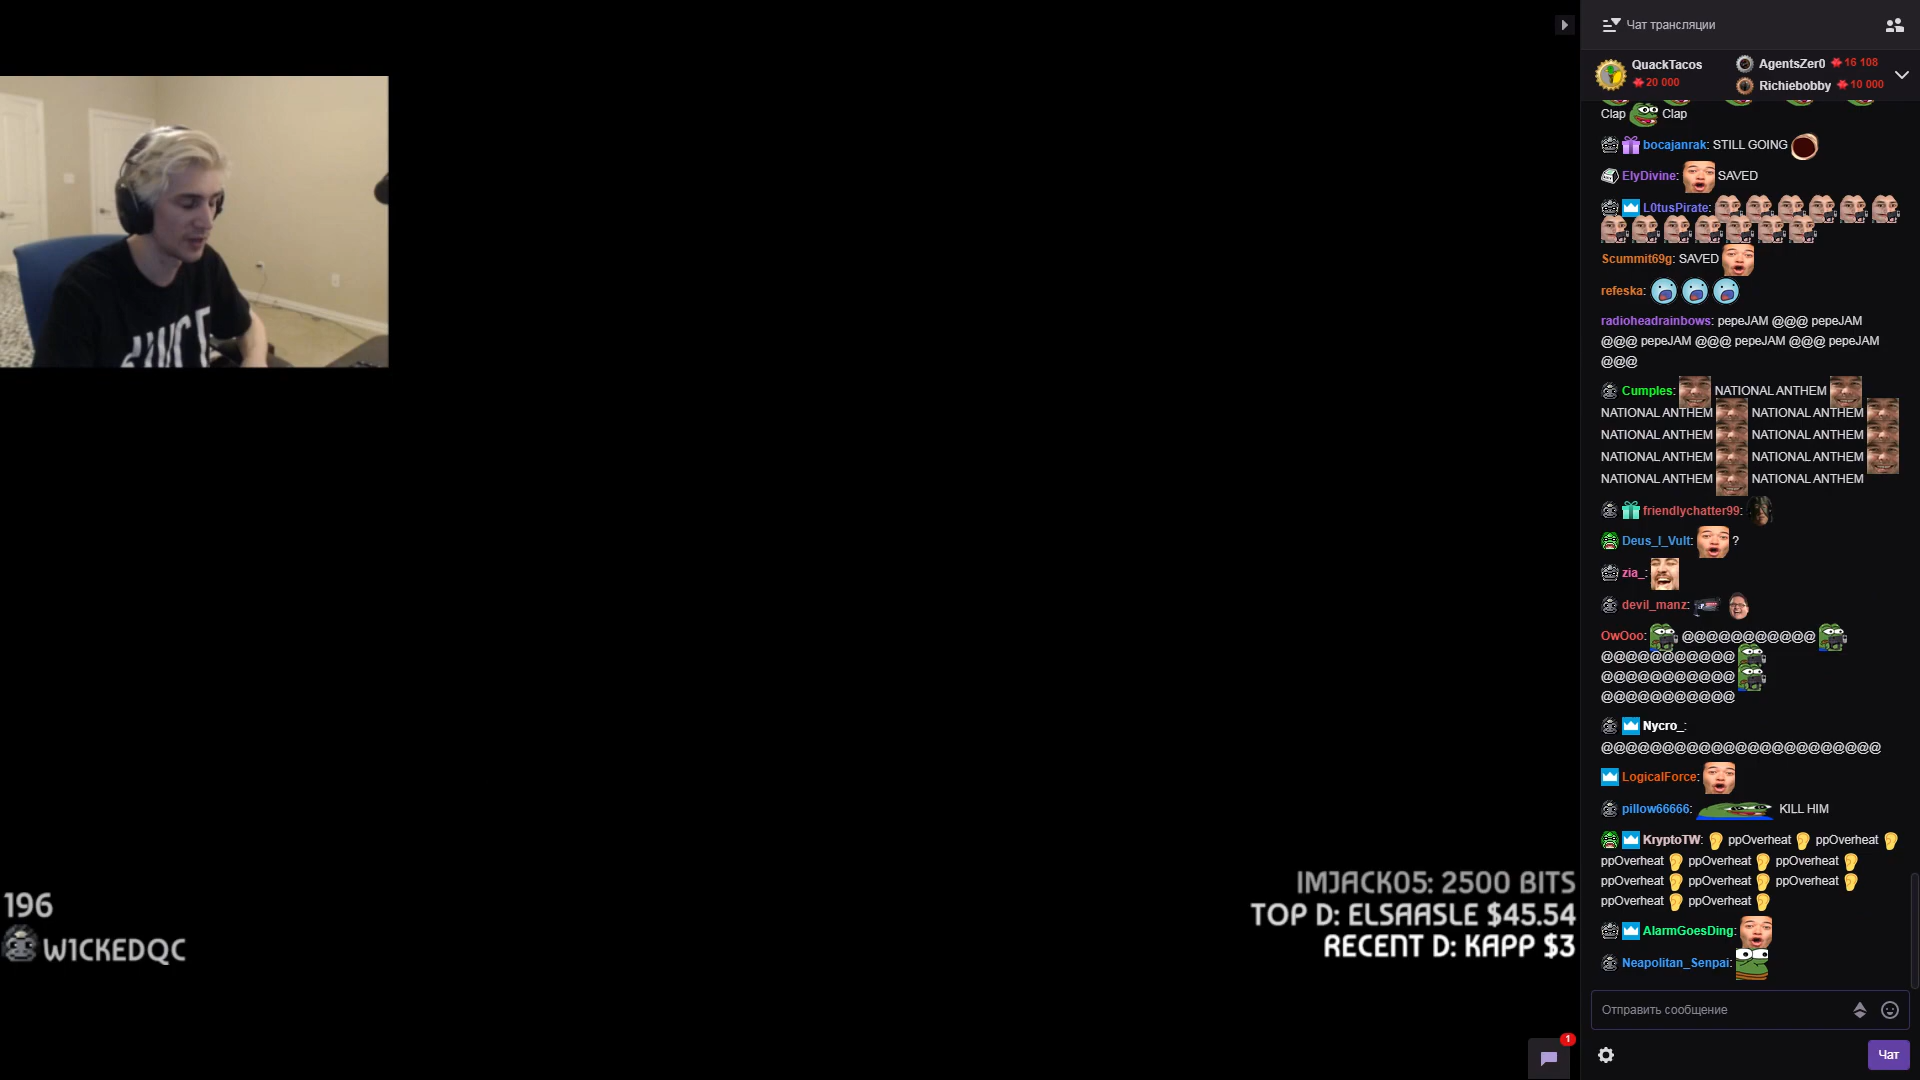 Чат трансляции
QuackTacos
20 000
AgentsZer0 16 108
Richiebobby 10 000
Clap Clap
bocajanrak: STILL GOING
ElyDivine: SAVED
L0tusPirate:
Scummit69g: SAVED
refeska:
radioheadrainbows: pepeJAM @@@ pepeJAM
@@@ pepeJAM @@@ pepeJAM @@@ pepeJAM
@@@
Cumples: NATIONAL ANTHEM
NATIONAL ANTHEM NATIONAL ANTHEM
NATIONAL ANTHEM NATIONAL ANTHEM
NATIONAL ANTHEM NATIONAL ANTHEM
NATIONAL ANTHEM NATIONAL ANTHEM
friendlychatter99:
Deus_I_Vult: ?
zia_:
devil_manz:
OwOoo: @@@@@@@@@@@
@@@@@@@@@@@
@@@@@@@@@@@
@@@@@@@@@@@
Nycro_:
@@@@@@@@@@@@@@@@@@@@@@@
LogicalForce:
pillow66666: KILL HIM
KryptoTW: ppOverheat ppOverheat
ppOverheat ppOverheat ppOverheat
ppOverheat ppOverheat ppOverheat
ppOverheat ppOverheat
AlarmGoesDing:
Neapolitan_Senpai:
Отправить сообщение
Чат
1
196
W1CKEDQC
IMJACK05: 2500 BITS
TOP D: ELSAASLE $45.54
RECENT D: KAPP $3